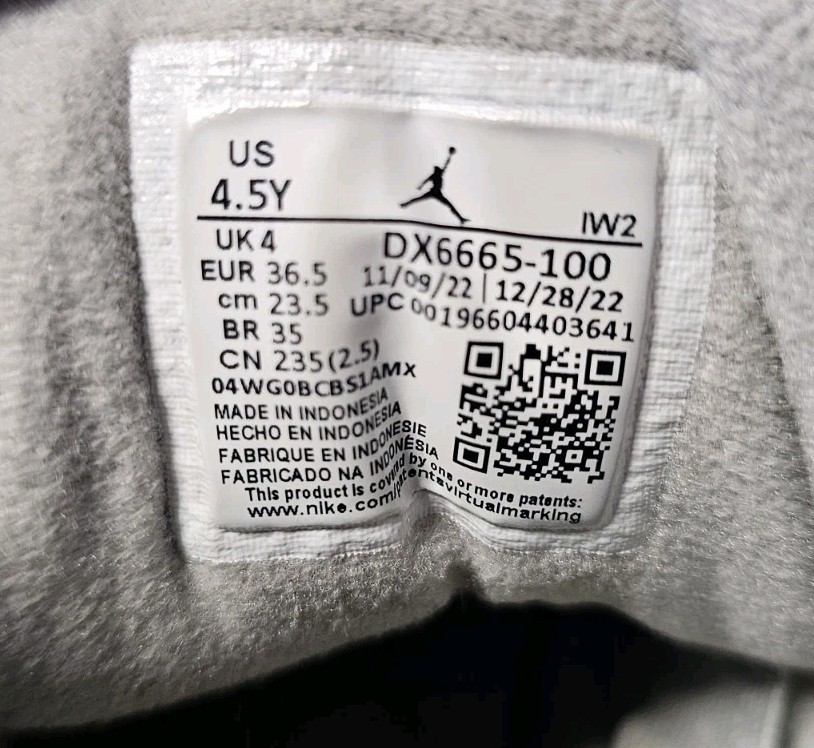 US
4.5Y
IW2
UK 4
DX6665-100
EUR 36.5
11/09/22 | 12/28/22
cm 23.5
UPC 00196604403641
BR 35
CN 235(2.5)
04WG0BCBS1AMX
MADE IN INDONESIA
HECHO EN INDONESIA
FABRIQUE EN INDONESIE
FABRICADO NA INDONÉSIA
This product is covered by one or more patents:
www.nike.com/patentsvirtualmarking